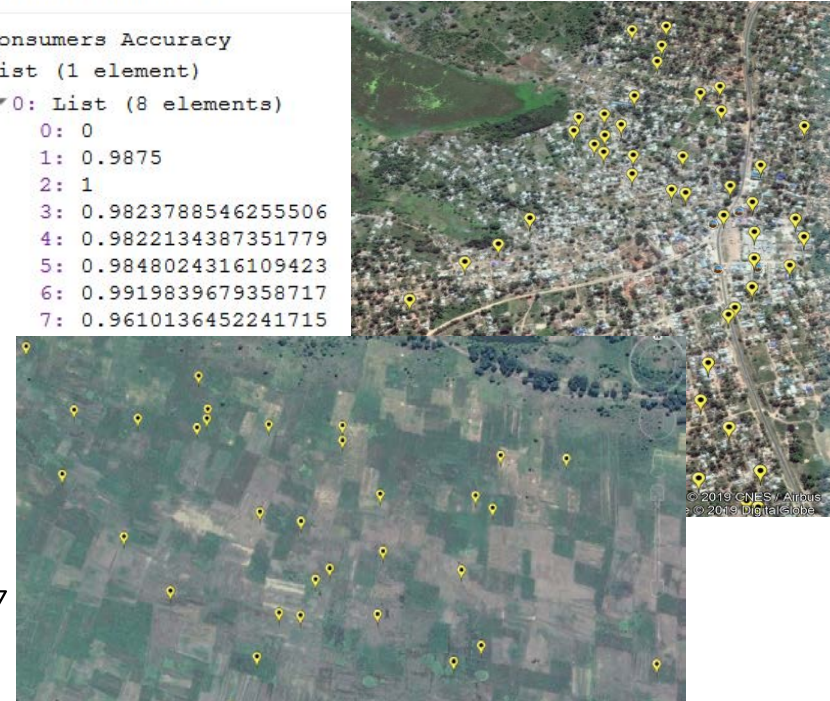 onsumers Accuracy
ist (1 element)
0: List (8 elements)
0: 0
1: 0.9875
2: 1
3: 0.9823788546255506
4: 0.9822134387351779
5: 0.9848024316109423
6: 0.9919839679358717
7: 0.9610136452241715
© 2019 CNES / Airbus
e © 2019 DigitalGlobe
7